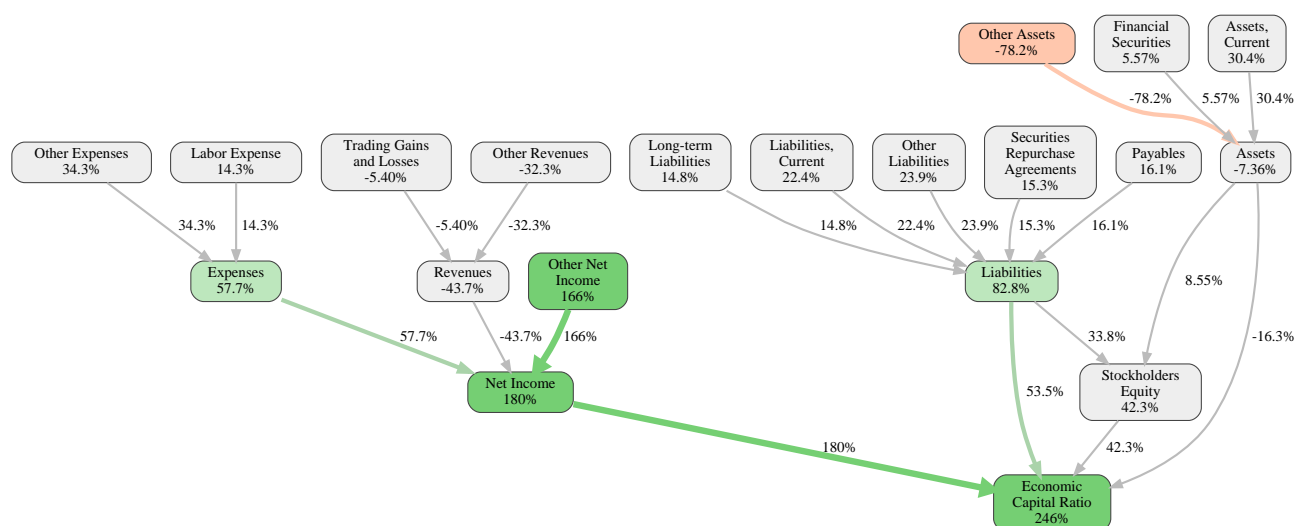 Other Assets
-78.2%
Financial
Securities
5.57%
Assets,
Current
30.4%
-78.2%
5.57%
30.4%
Other Expenses
34.3%
Labor Expense
14.3%
Trading Gains
and Losses
-5.40%
Other Revenues
-32.3%
Long-term
Liabilities
14.8%
Liabilities,
Current
22.4%
Other
Liabilities
23.9%
Securities
Repurchase
Agreements
15.3%
Payables
16.1%
Assets
-7.36%
34.3%
14.3%
-5.40%
-32.3%
14.8%
22.4%
23.9%
15.3%
16.1%
Expenses
57.7%
Revenues
-43.7%
Other Net
Income
166%
Liabilities
82.8%
8.55%
57.7%
-43.7%
166%
33.8%
-16.3%
Net Income
180%
53.5%
Stockholders
Equity
42.3%
180%
42.3%
Economic
Capital Ratio
246%